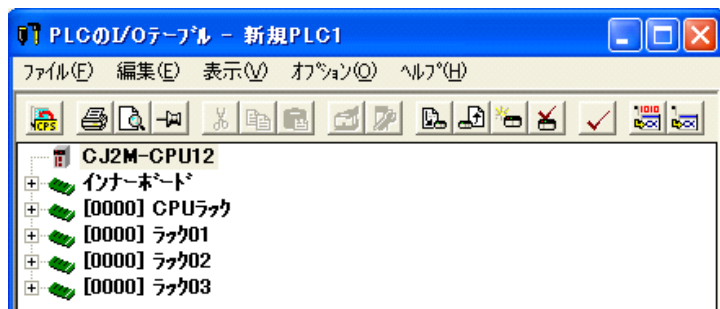 PLCのI/Oテーブル - 新規PLC1
ファイル(F) 編集(E) 表示(V) オプション(O) ヘルプ(H)
CPS 1010
CJ2M-CPU12
インナーボード
[0000] CPUラック
[0000] ラック01
[0000] ラック02
[0000] ラック03